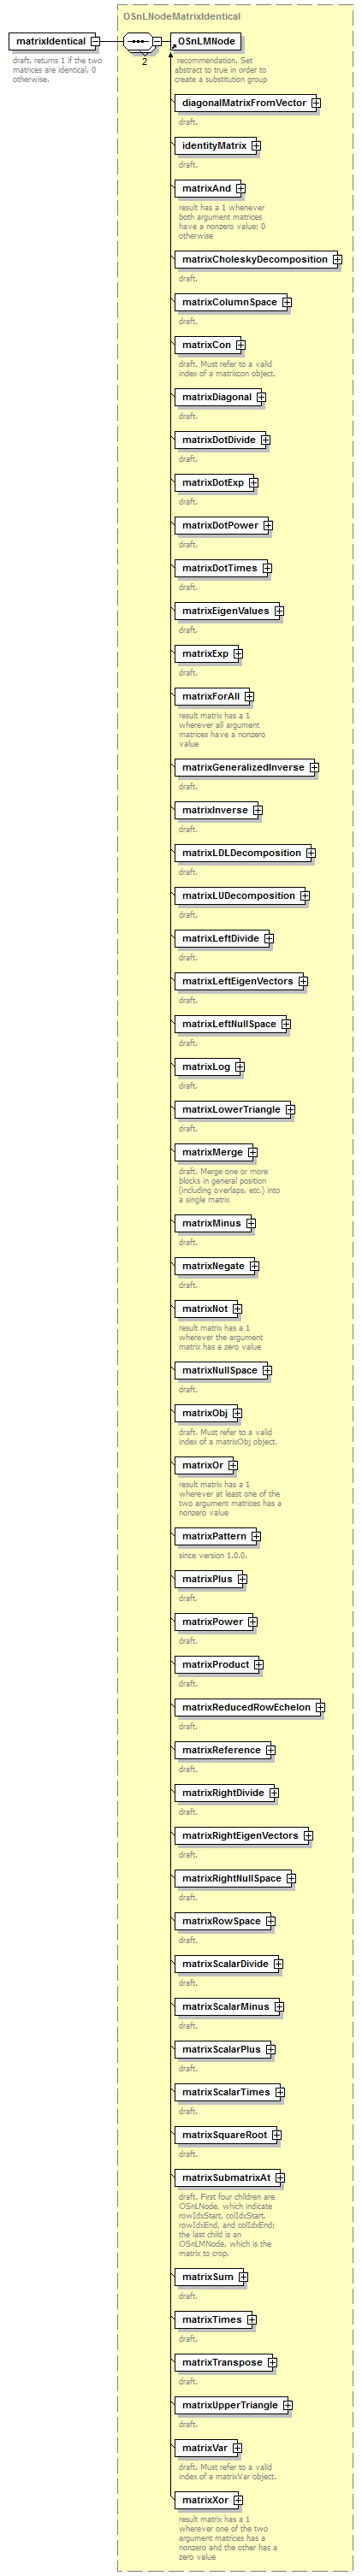 OSnLNodeMatrixIdentical
matrixIdentical
OSnLMNode
2
draft. returns 1 if the two
matrices are identical, 0
otherwise.
recommendation. Set
abstract to true in order to
create a substitution group
diagonalMatrixFromVector
draft.
identityMatrix
draft.
matrixAnd
result has a 1 whenever
both argument matrices
have a nonzero value; 0
otherwise
matrixCholeskyDecomposition
draft.
matrixColumnSpace
draft.
matrixCon
draft. Must refer to a valid
index of a matrixcon object.
matrixDiagonal
draft.
matrixDotDivide
draft.
matrixDotExp
draft.
matrixDotPower
draft.
matrixDotTimes
draft.
matrixEigenValues
draft.
matrixExp
draft.
matrixForAll
result matrix has a 1
wherever all argument
matrices have a nonzero
value
matrixGeneralizedInverse
draft.
matrixInverse
draft.
matrixLDLDecomposition
draft.
matrixLUDecomposition
draft.
matrixLeftDivide
draft.
matrixLeftEigenVectors
draft.
matrixLeftNullSpace
draft.
matrixLog
draft.
matrixLowerTriangle
draft.
matrixMerge
draft. Merge one or more
blocks in general position
(including overlaps, etc.) into
a single matrix
matrixMinus
draft.
matrixNegate
draft.
matrixNot
result matrix has a 1
wherever the argument
matrix has a zero value
matrixNullSpace
draft.
matrixObj
draft. Must refer to a valid
index of a matrixObj object.
matrixOr
result matrix has a 1
wherever at least one of the
two argument matrices has a
nonzero value
matrixPattern
since version 1.0.0.
matrixPlus
draft.
matrixPower
draft.
matrixProduct
draft.
matrixReducedRowEchelon
draft.
matrixReference
draft.
matrixRightDivide
draft.
matrixRightEigenVectors
draft.
matrixRightNullSpace
draft.
matrixRowSpace
draft.
matrixScalarDivide
draft.
matrixScalarMinus
draft.
matrixScalarPlus
draft.
matrixScalarTimes
draft.
matrixSquareRoot
draft.
matrixSubmatrixAt
draft. First four children are
OSnLNode, which indicate
rowIdxStart, colIdxStart,
rowIdxEnd, and colIdxEnd;
the last child is an
OSnLMNode, which is the
matrix to crop.
matrixSum
draft.
matrixTimes
draft.
matrixTranspose
draft.
matrixUpperTriangle
draft.
matrixVar
draft. Must refer to a valid
index of a matrixVar object.
matrixXor
result matrix has a 1
wherever one of the two
argument matrices has a
nonzero and the other has a
zero value